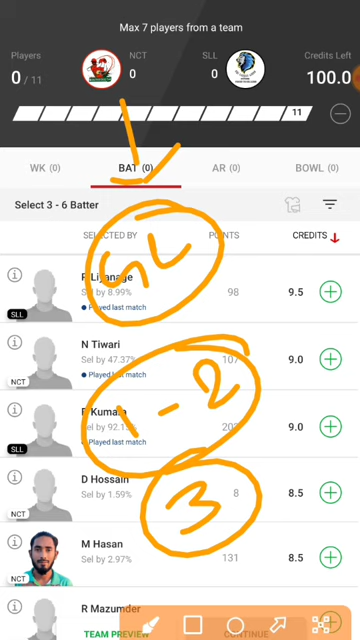 Max 7 players from a team
Players NCT SLL Credits Left
0 / 11 0 0 100.0
11
WK (0) BAT (0) AR (0) BOWL (0)
Select 3 - 6 Batter
SELECTED BY POINTS CREDITS
Liyanage
Sel by 8.99% 98 9.5
Played last match
SLL
N Tiwari
Sel by 47.37% 107 9.0
Played last match
NCT
Kumara
Sel by 92.15% 9.0
Played last match
SLL
1-2
D Hossain
Sel by 1.59% 8 8.5
NCT
3
M Hasan
Sel by 2.97% 131 8.5
NCT
R Mazumder
TEAM PREVIEW CONTINUE